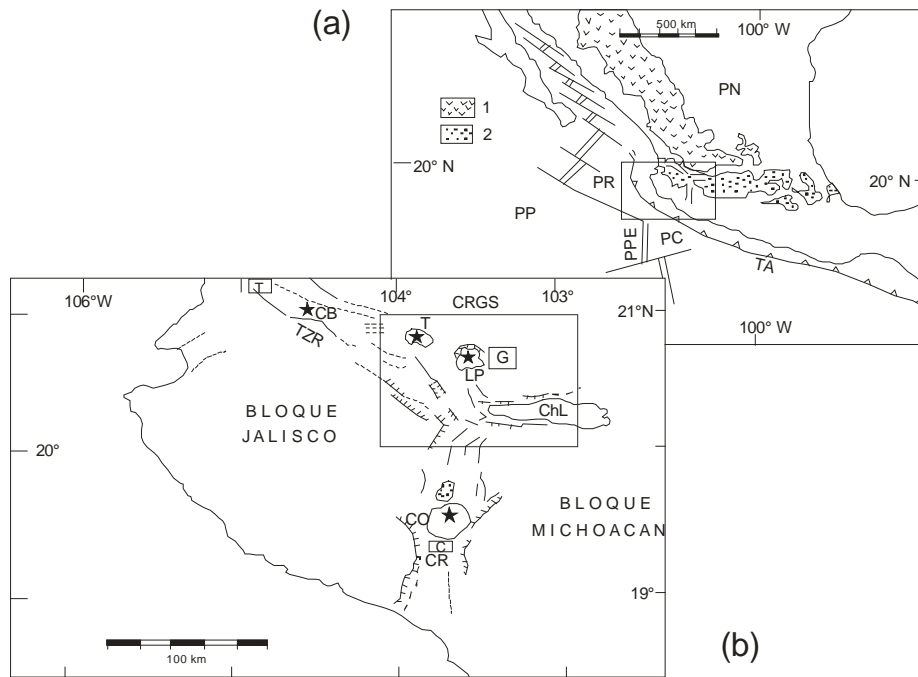 (a)
500 km
100° W
PN
1
2
20° N
20° N
PR
PP
PPE
PC
TA
100° W
106°W
104°
103°W
CRGS
21°N
T
CB
TZR
T
G
LP
ChL
BLOQUE
JALISCO
20°
BLOQUE
MICHOACAN
CO
C
CR
19°
100 km
(b)